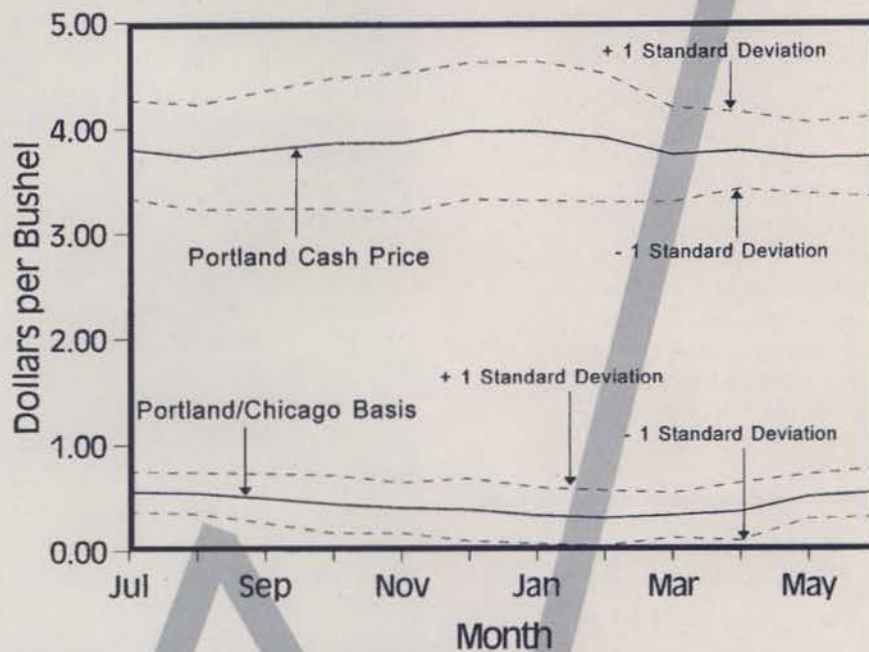 5.00
+ 1 Standard Deviation
4.00
Dollars per Bushel
3.00
Portland Cash Price
- 1 Standard Deviation
2.00
+ 1 Standard Deviation
Portland/Chicago Basis
- 1 Standard Deviation
1.00
0.00
Jul Sep Nov Jan Mar May
Month